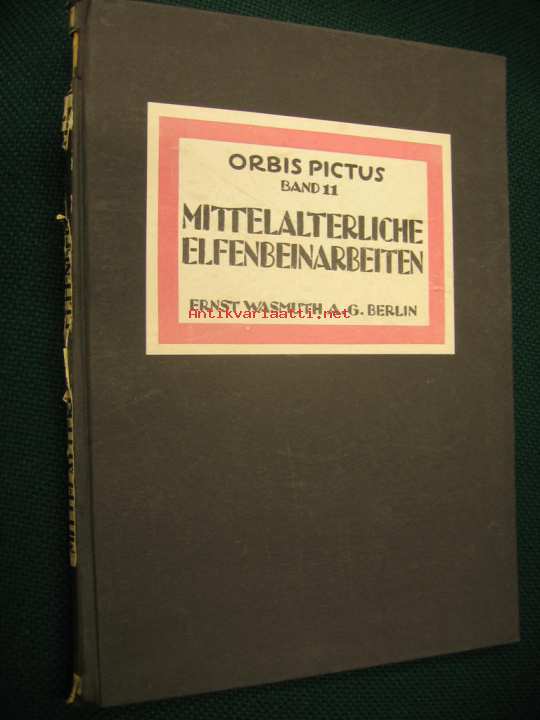 ORBIS PICTUS
BAND 11
MITTELALTERLICHE
ELFENBEINARBEITEN
ERNST WASMUTH A.-G. BERLIN
Antikvariaatti.net